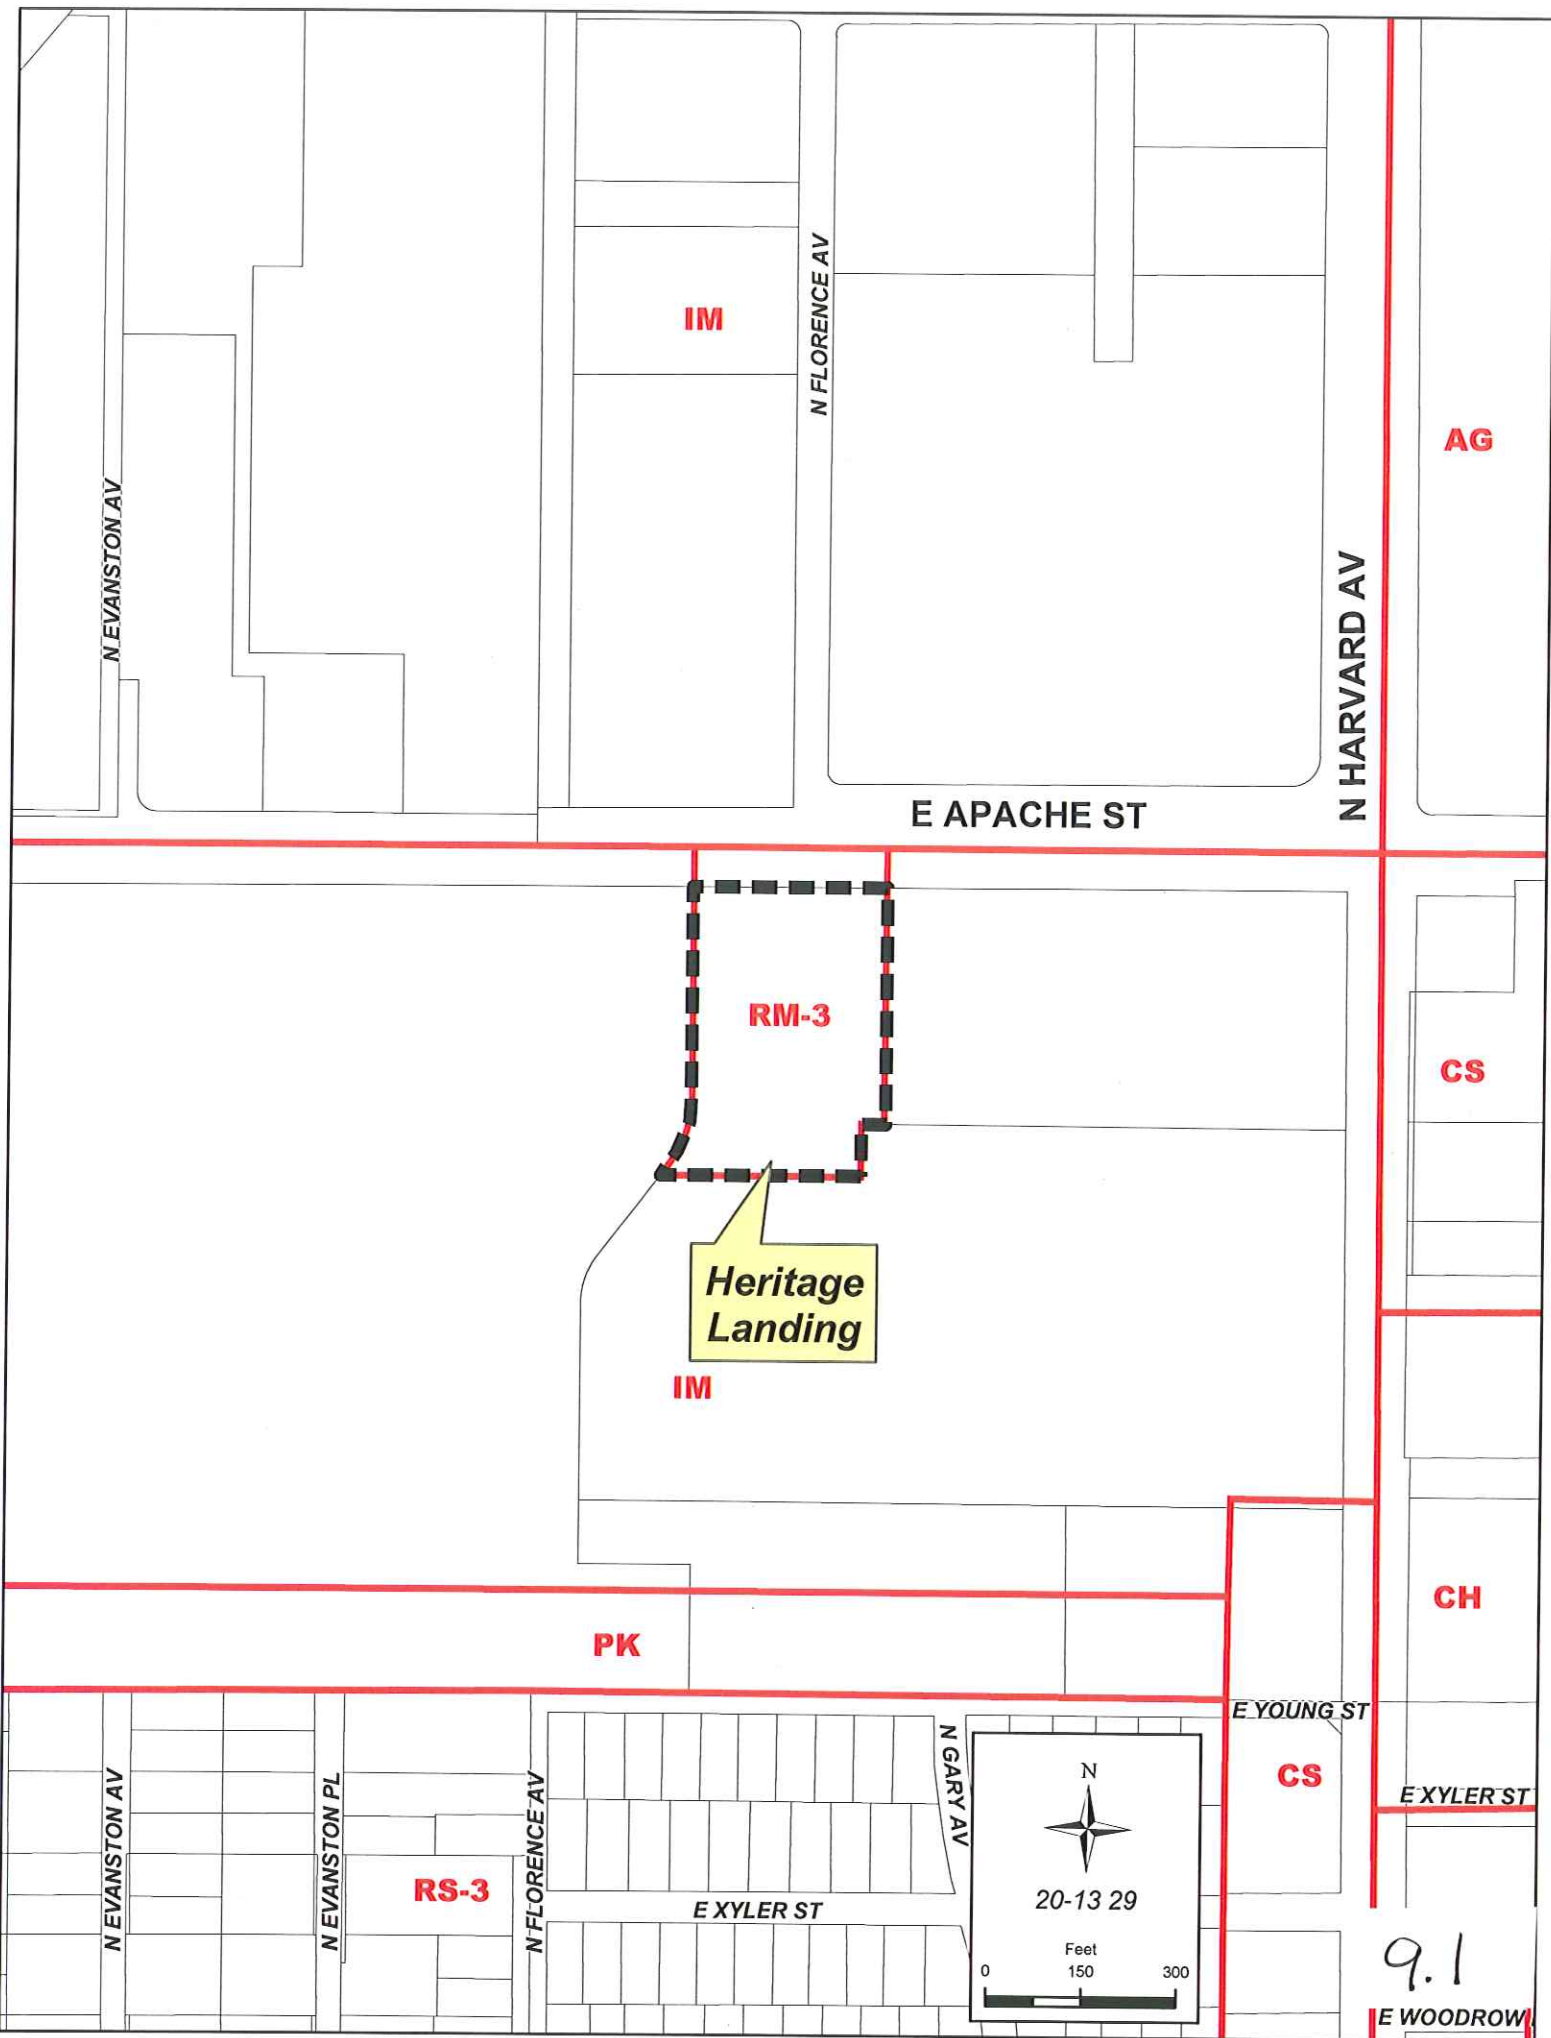 IM
N FLORENCE AV
AG
N EVANSTON AV
N HARVARD AV
E APACHE ST
RM-3
CS
Heritage
Landing
IM
CH
PK
E YOUNG ST
N GARY AV
N EVANSTON AV
N EVANSTON PL
N FLORENCE AV
CS
E XYLER ST
RS-3
E XYLER ST
N
20-13 29
Feet
0 150 300
9.1
E WOODROW